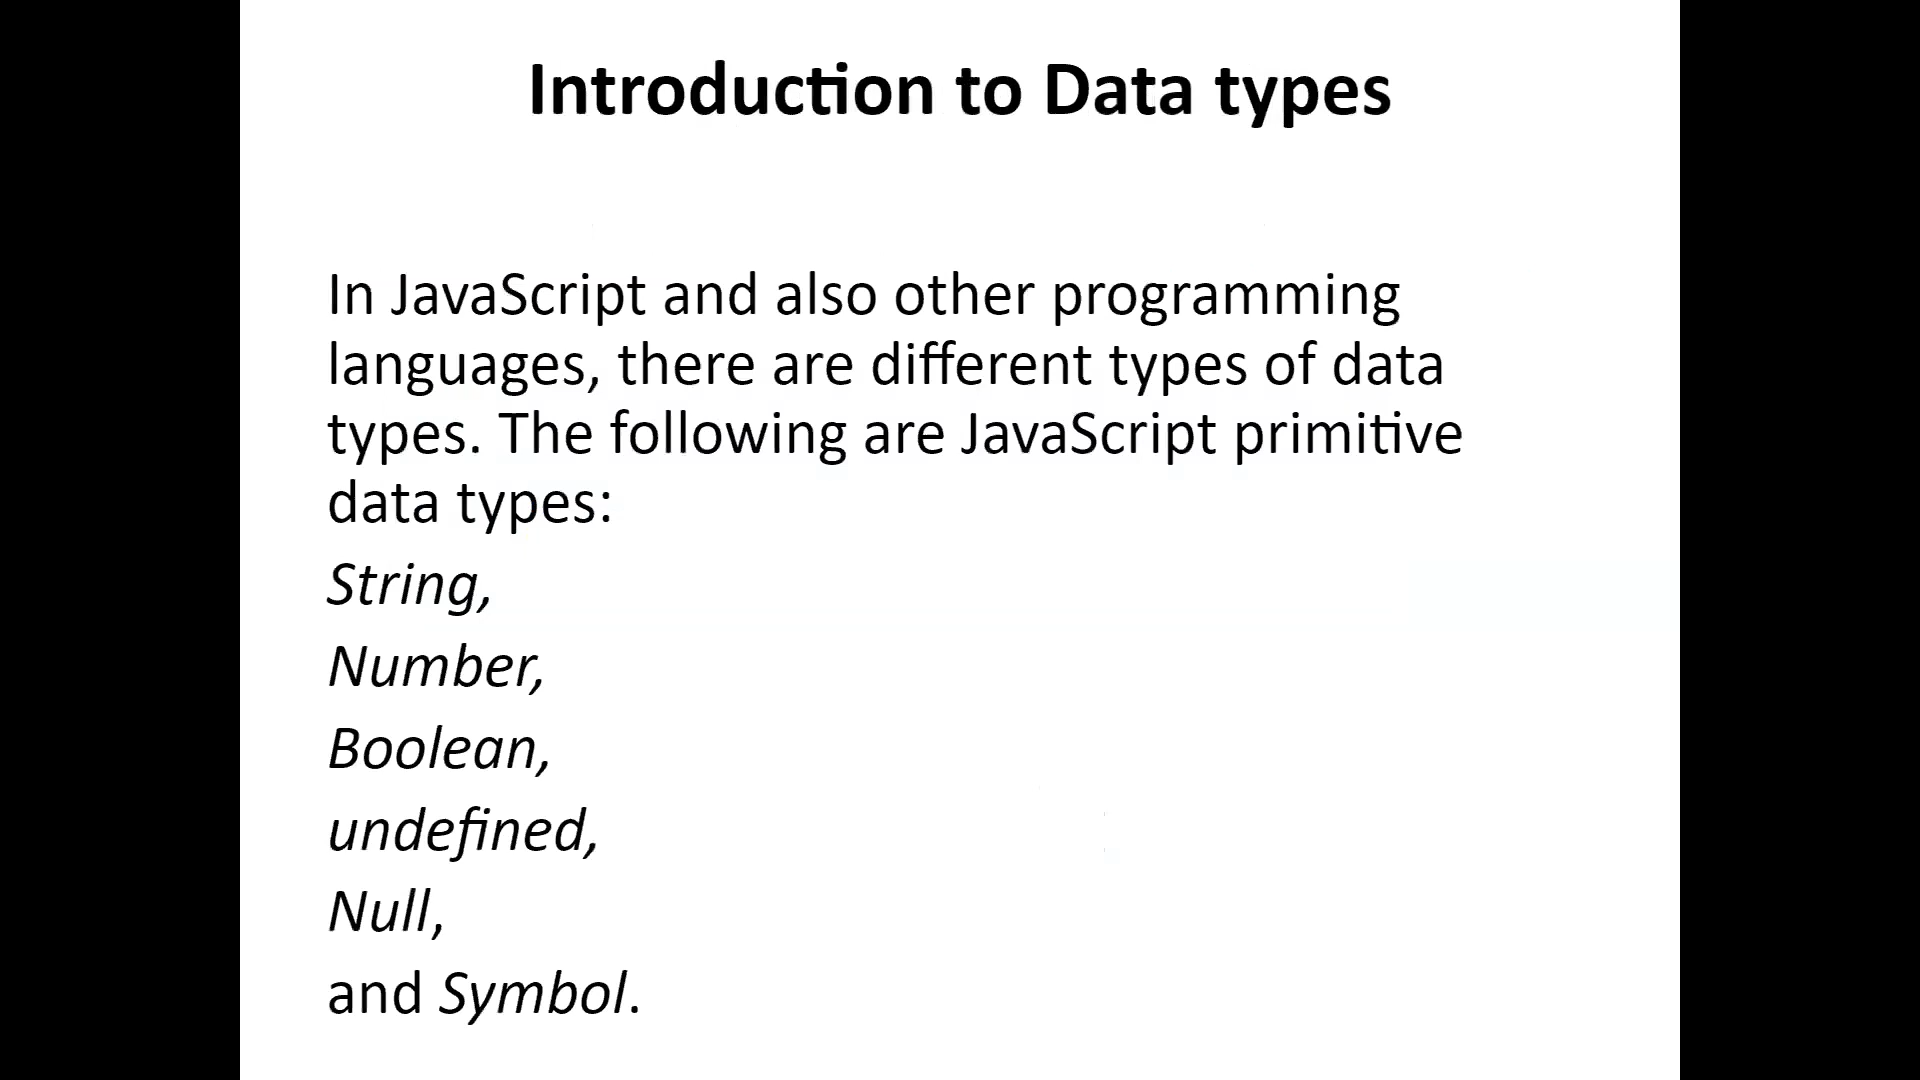 Introduction to Data types
In JavaScript and also other programming
languages, there are different types of data
types. The following are JavaScript primitive
data types:
String,
Number,
Boolean,
undefined,
Null,
and Symbol.